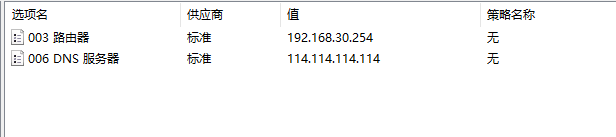 选项名 供应商 值 策略名称
003 路由器 标准 192.168.30.254 无
006 DNS 服务器 标准 114.114.114.114 无